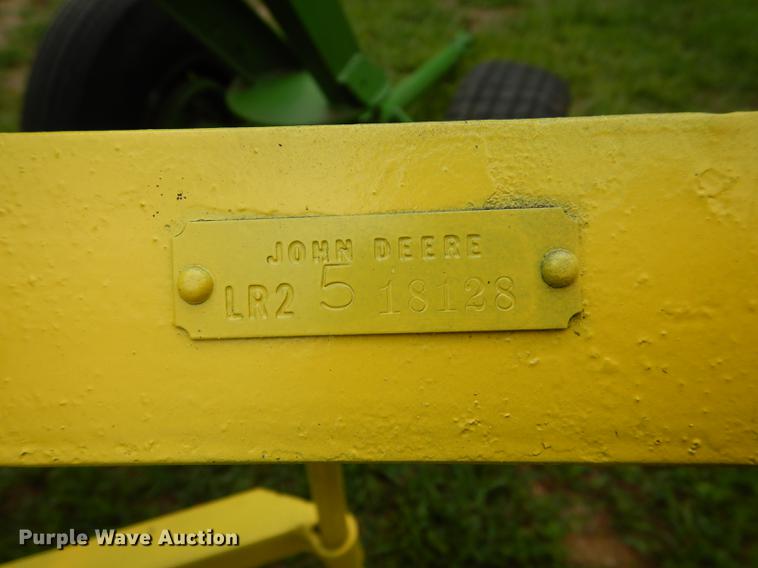 JOHN DEERE
LR2 5 18128
Purple Wave Auction